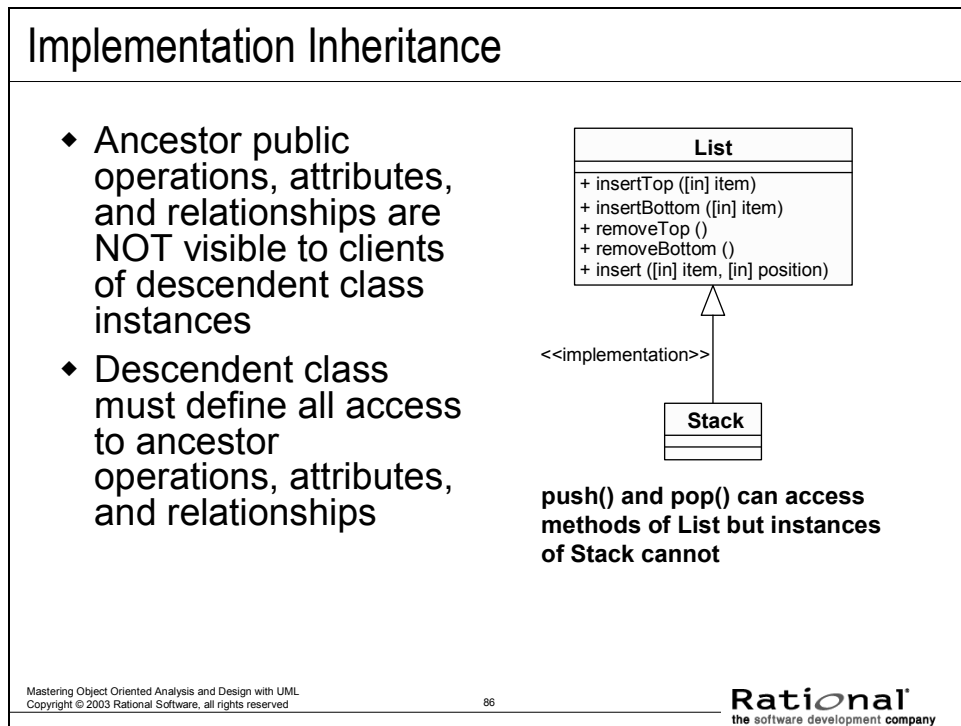 Implementation Inheritance
◆ Ancestor public
operations, attributes,
and relationships are
NOT visible to clients
of descendent class
instances
◆ Descendent class
must define all access
to ancestor
operations, attributes,
and relationships
List
+ insertTop ([in] item)
+ insertBottom ([in] item)
+ removeTop ()
+ removeBottom ()
+ insert ([in] item, [in] position)
<<implementation>>
Stack
push() and pop() can access
methods of List but instances
of Stack cannot
Mastering Object Oriented Analysis and Design with UML
Copyright © 2003 Rational Software, all rights reserved
86
Rational
the software development company